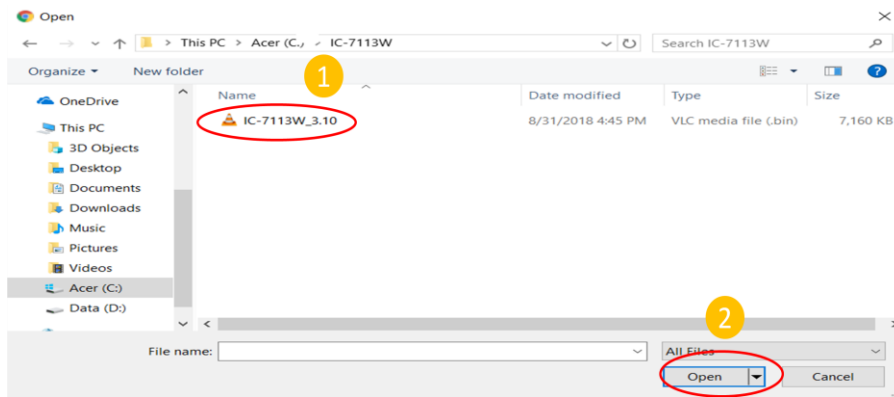 Open
This PC > Acer (C:) > IC-7113W
Search IC-7113W
Organize
New folder
1
Name
Date modified
Type
Size
OneDrive
IC-7113W_3.10
8/31/2018 4:45 PM
VLC media file (.bin)
7,160 KB
This PC
3D Objects
Desktop
Documents
Downloads
Music
Pictures
Videos
Acer (C:)
Data (D:)
2
File name:
All Files
Open
Cancel